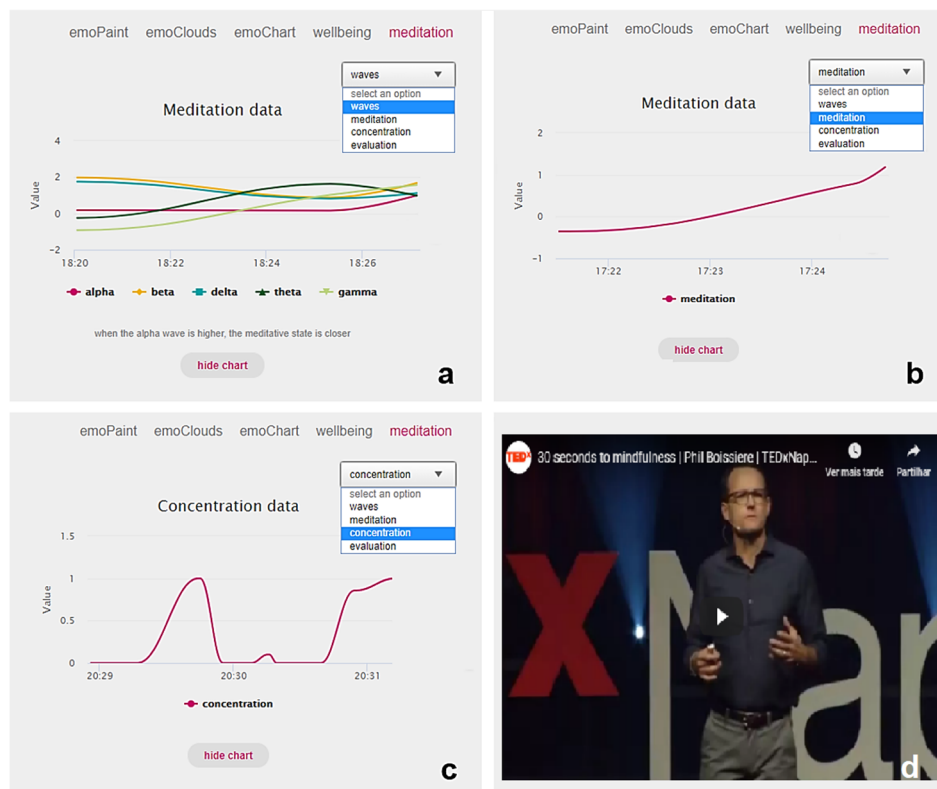 emoPaint emoClouds emoChart wellbeing meditation
waves
select an option
waves
meditation
concentration
evaluation
Meditation data
Value
4
2
0
−2
18:20 18:22 18:24 18:26
alpha beta delta theta gamma
when the alpha wave is higher, the meditative state is closer
hide chart
a
emoPaint emoClouds emoChart wellbeing meditation
meditation
select an option
waves
meditation
concentration
evaluation
Meditation data
Value
2
1
0
−1
17:22 17:23 17:24
meditation
hide chart
b
emoPaint emoClouds emoChart wellbeing meditation
concentration
select an option
waves
meditation
concentration
evaluation
Concentration data
Value
1.5
1
0.5
0
20:29 20:30 20:31
concentration
hide chart
c
TEDx 30 seconds to mindfulness | Phil Boissiere | TEDxNap...
Ver mais tarde Partilhar
x Nap
d